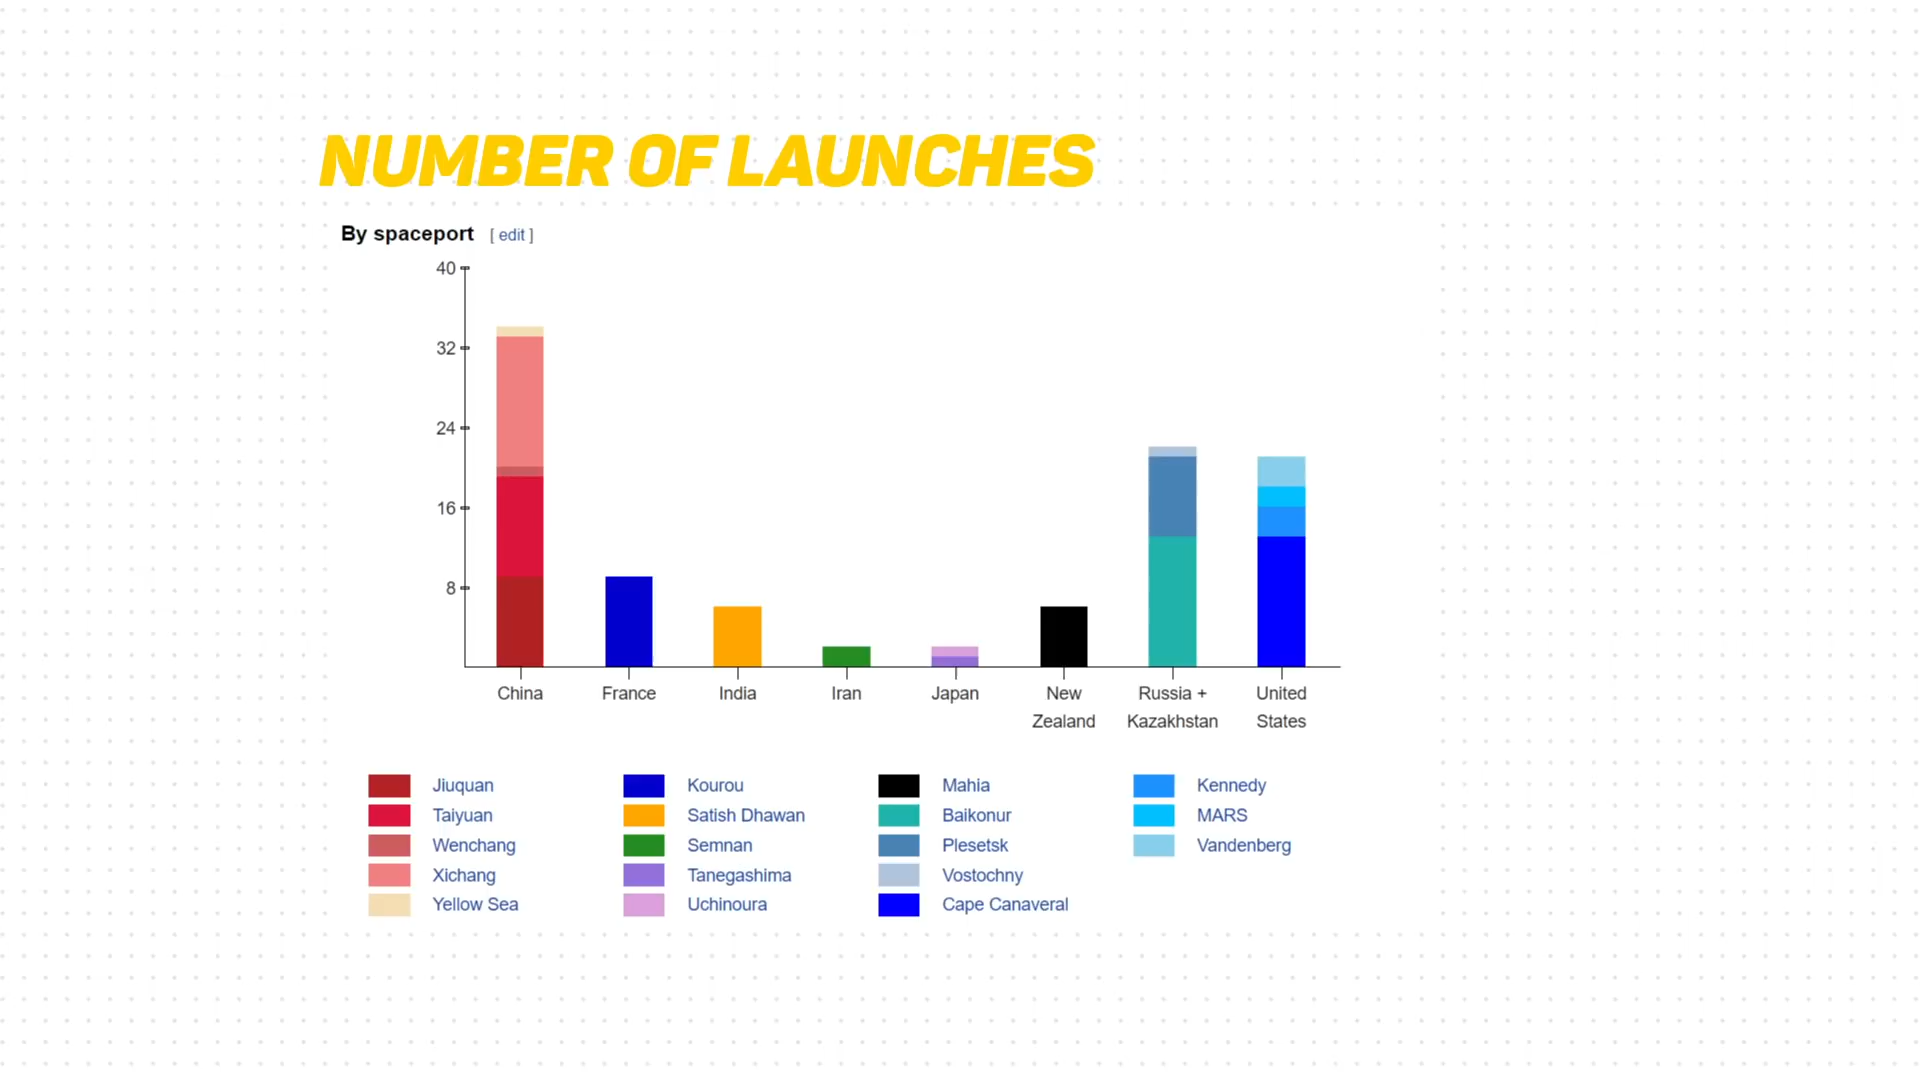 NUMBER OF LAUNCHES
By spaceport [ edit ]
40
32
24
16
8
China France India Iran Japan New Zealand Russia + Kazakhstan United States
Jiuquan
Taiyuan
Wenchang
Xichang
Yellow Sea
Kourou
Satish Dhawan
Semnan
Tanegashima
Uchinoura
Mahia
Baikonur
Plesetsk
Vostochny
Cape Canaveral
Kennedy
MARS
Vandenberg